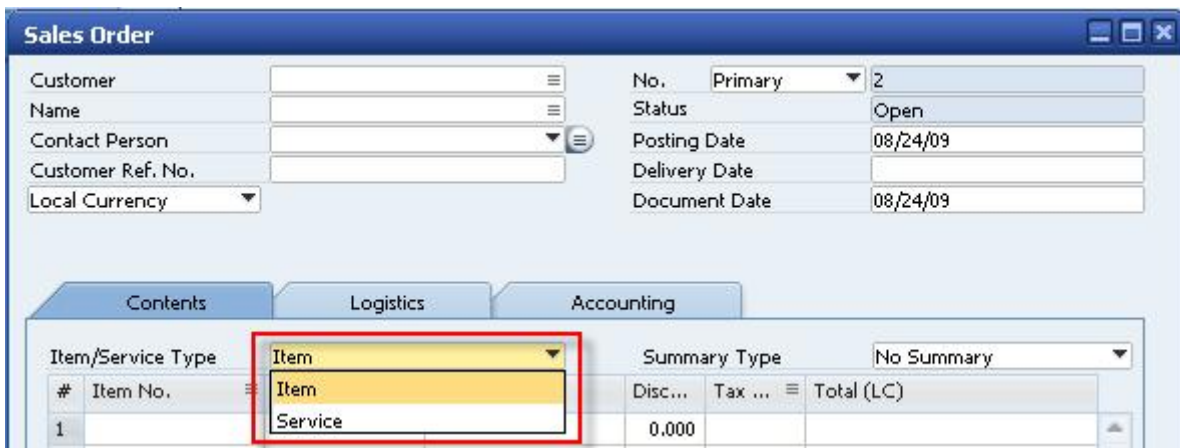 Sales Order
Customer No. Primary 2
Name Status Open
Contact Person Posting Date 08/24/09
Customer Ref. No. Delivery Date
Local Currency Document Date 08/24/09
Contents Logistics Accounting
Item/Service Type Item Summary Type No Summary
# Item No. Item Disc... Tax ... Total (LC)
1 Service 0.000